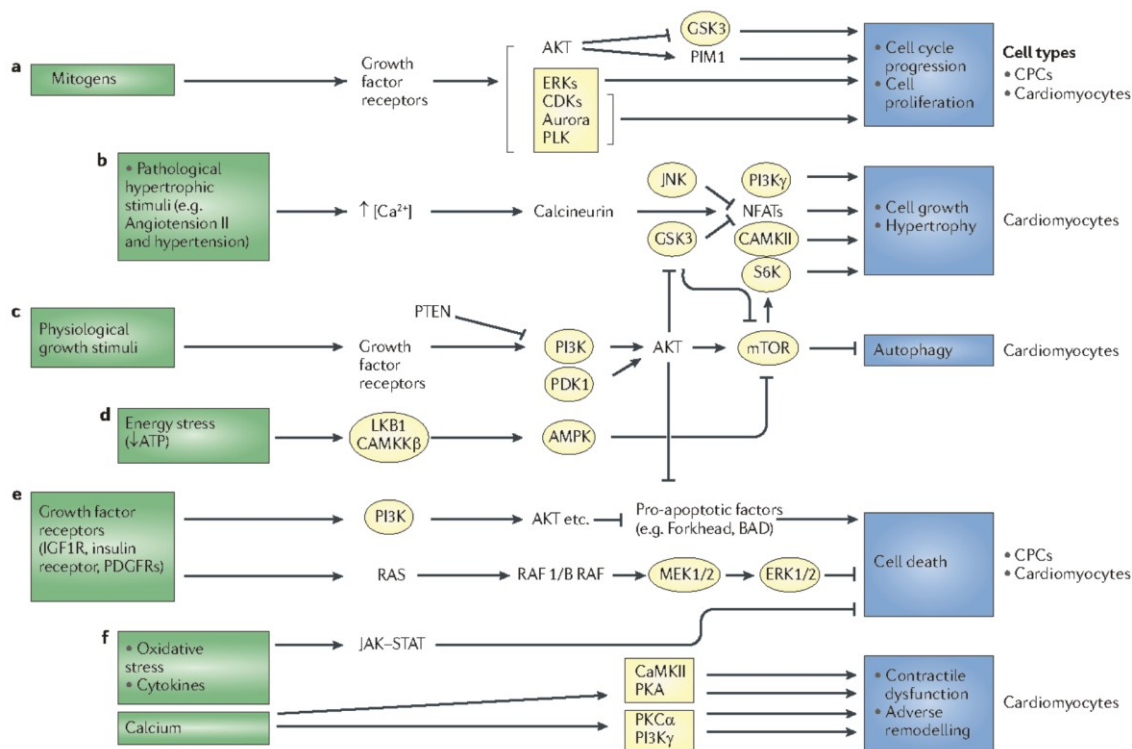 a
Mitogens
Growth
factor
receptors
AKT
GSK3
PIM1
ERKs
CDKs
Aurora
PLK
• Cell cycle
progression
• Cell
proliferation
Cell types
• CPCs
• Cardiomyocytes
b
• Pathological
hypertrophic
stimuli (e.g.
Angiotension II
and hypertension)
↑ [Ca²⁺]
Calcineurin
JNK
GSK3
PI3Kγ
NFATs
CAMKII
S6K
• Cell growth
• Hypertrophy
Cardiomyocytes
c
Physiological
growth stimuli
PTEN
Growth
factor
receptors
PI3K
PDK1
AKT
mTOR
Autophagy
Cardiomyocytes
d
Energy stress
(↓ATP)
LKB1
CAMKKβ
AMPK
e
Growth factor
receptors
(IGF1R, insulin
receptor, PDGFRs)
PI3K
AKT etc.
Pro-apoptotic factors
(e.g. Forkhead, BAD)
RAS
RAF 1/B RAF
MEK1/2
ERK1/2
Cell death
• CPCs
• Cardiomyocytes
f
• Oxidative
stress
• Cytokines
JAK–STAT
Calcium
CaMKII
PKA
PKCα
PI3Kγ
• Contractile
dysfunction
• Adverse
remodelling
Cardiomyocytes